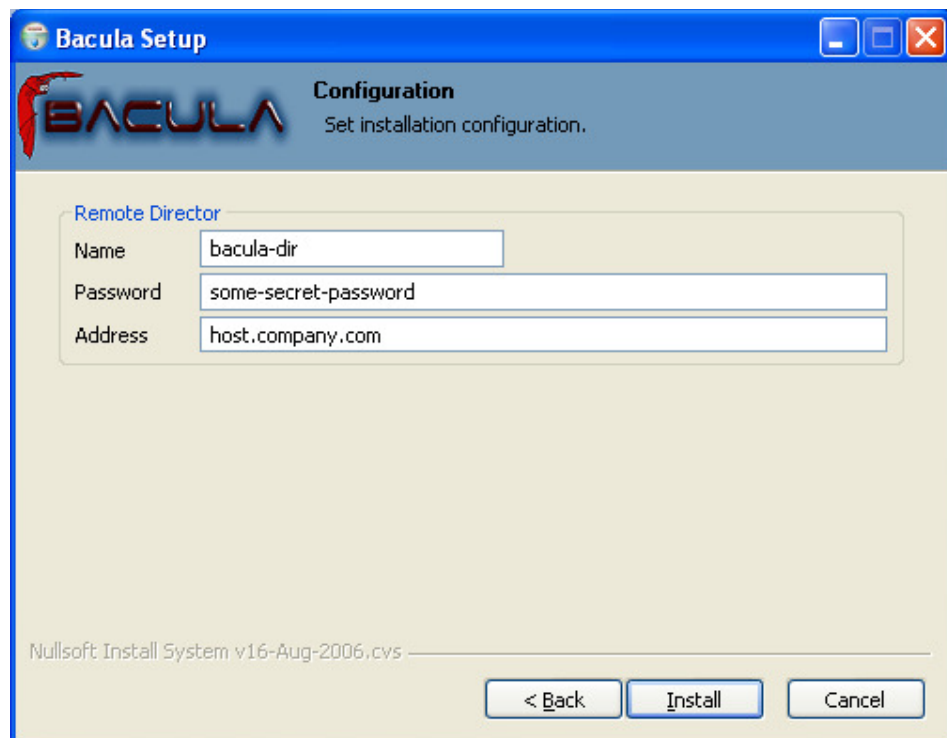 Bacula Setup
BACULA
Configuration
Set installation configuration.
Remote Director
Name bacula-dir
Password some-secret-password
Address host.company.com
Nullsoft Install System v16-Aug-2006.cvs
< Back Install Cancel